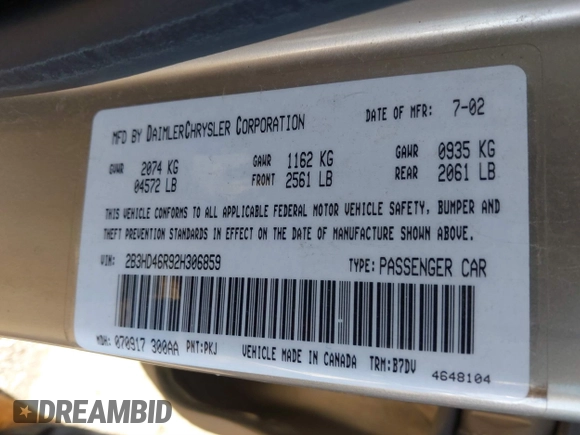 MFD BY DAIMLERCHRYSLER CORPORATION DATE OF MFR: 7-02
GVWR 2074 KG GAWR 1162 KG GAWR 0935 KG
04572 LB FRONT 2561 LB REAR 2061 LB
THIS VEHICLE CONFORMS TO ALL APPLICABLE FEDERAL MOTOR VEHICLE SAFETY, BUMPER AND
THEFT PREVENTION STANDARDS IN EFFECT ON THE DATE OF MANUFACTURE SHOWN ABOVE.
VIN: 2B3HD46R92H306859 TYPE: PASSENGER CAR
MDH: 070917 300AA PNT: PKJ VEHICLE MADE IN CANADA TRM: B7DV
4648104
DREAMBID